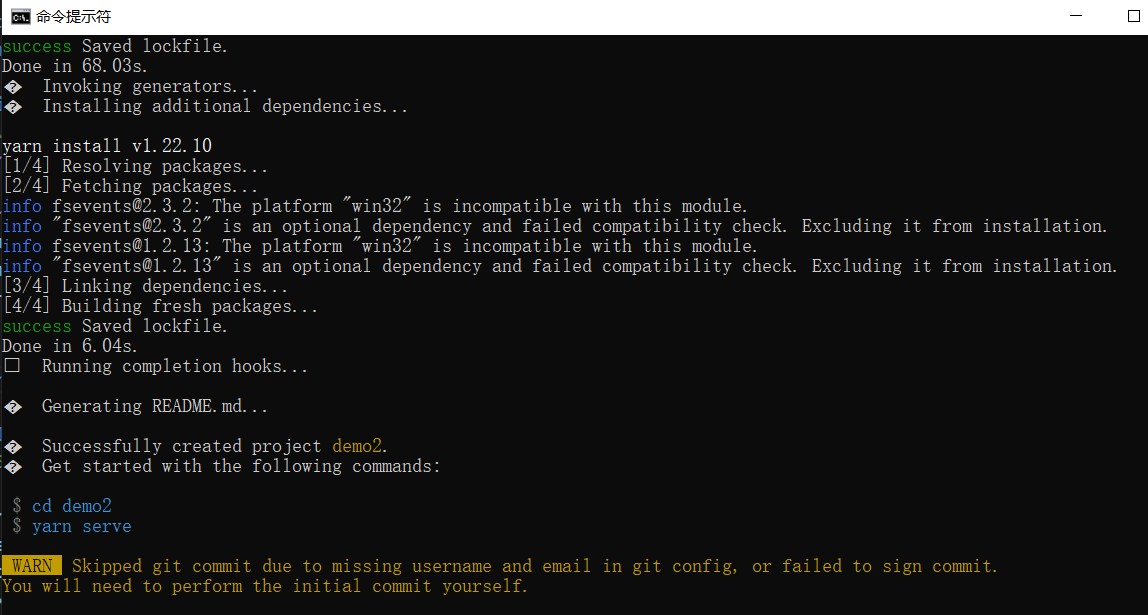 命令提示符
success Saved lockfile.
Done in 68.03s.
� Invoking generators...
� Installing additional dependencies...
yarn install v1.22.10
[1/4] Resolving packages...
[2/4] Fetching packages...
info fsevents@2.3.2: The platform "win32" is incompatible with this module.
info "fsevents@2.3.2" is an optional dependency and failed compatibility check. Excluding it from installation.
info fsevents@1.2.13: The platform "win32" is incompatible with this module.
info "fsevents@1.2.13" is an optional dependency and failed compatibility check. Excluding it from installation.
[3/4] Linking dependencies...
[4/4] Building fresh packages...
success Saved lockfile.
Done in 6.04s.
□ Running completion hooks...
� Generating README.md...
� Successfully created project demo2.
� Get started with the following commands:
$ cd demo2
$ yarn serve
WARN Skipped git commit due to missing username and email in git config, or failed to sign commit.
You will need to perform the initial commit yourself.